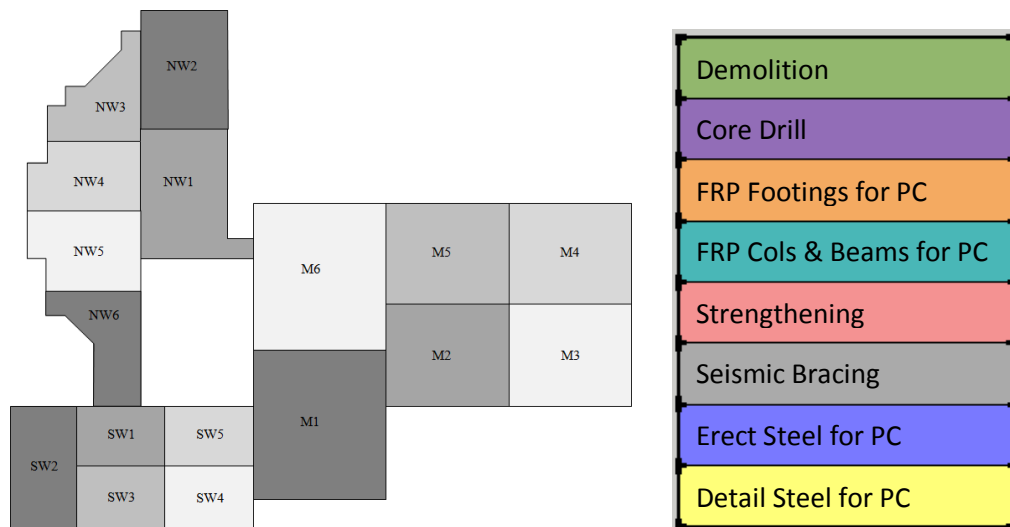 NW2
NW3
NW4
NW1
NW5
NW6
M6
M5
M4
M2
M3
M1
SW1
SW5
SW2
SW3
SW4
Demolition
Core Drill
FRP Footings for PC
FRP Cols & Beams for PC
Strengthening
Seismic Bracing
Erect Steel for PC
Detail Steel for PC